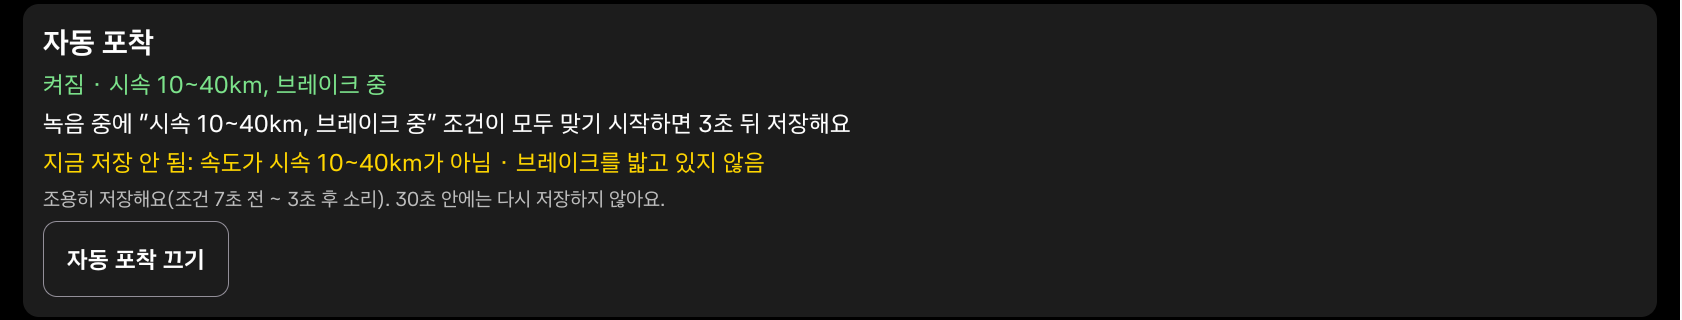 자동 포착
켜짐 · 시속 10~40km, 브레이크 중
녹음 중에 "시속 10~40km, 브레이크 중" 조건이 모두 맞기 시작하면 3초 뒤 저장해요
지금 저장 안 됨: 속도가 시속 10~40km가 아님 · 브레이크를 밟고 있지 않음
조용히 저장해요(조건 7초 전 ~ 3초 후 소리). 30초 안에는 다시 저장하지 않아요.
자동 포착 끄기